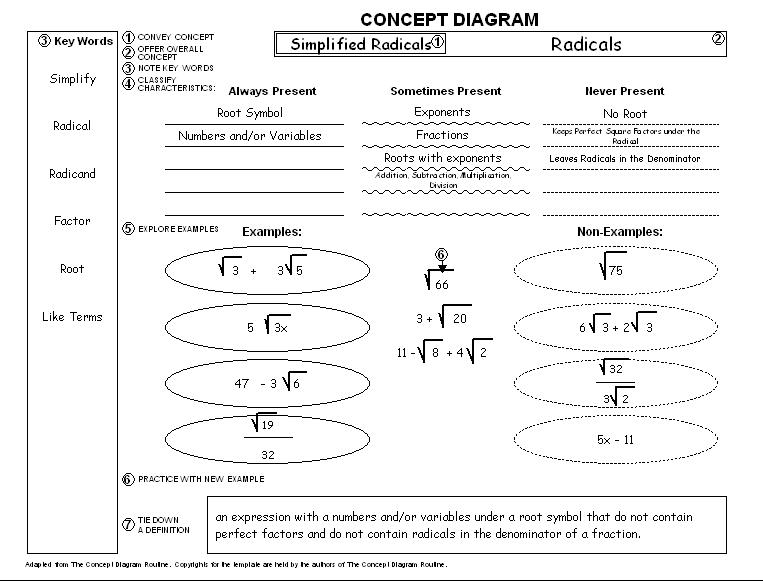 CONCEPT DIAGRAM
③ Key Words
Simplify
Radical
Radicand
Factor
Root
Like Terms
① CONVEY CONCEPT
② OFFER OVERALL
CONCEPT
③ NOTE KEY WORDS
④ CLASSIFY
CHARACTERISTICS:
Simplified Radicals ①
Radicals ②
Always Present
Root Symbol
Numbers and/or Variables
Sometimes Present
Exponents
Fractions
Roots with exponents
Addition, Subtraction, Multiplication,
Division
Never Present
No Root
Keeps Perfect Square Factors under the
Radical
Leaves Radicals in the Denominator
⑤ EXPLORE EXAMPLES
Examples:
√3 + 3√5
5 √3x
47 - 3√6
√19
32
⑥
√66
3 + √20
11 - √8 + 4√2
Non-Examples:
√75
6√3 + 2√3
√32
3√2
5x - 11
⑥ PRACTICE WITH NEW EXAMPLE
⑦ TIE DOWN
A DEFINITION
an expression with a numbers and/or variables under a root symbol that do not contain
perfect factors and do not contain radicals in the denominator of a fraction.
Adapted from The Concept Diagram Routine. Copyrights for the template are held by the authors of The Concept Diagram Routine.